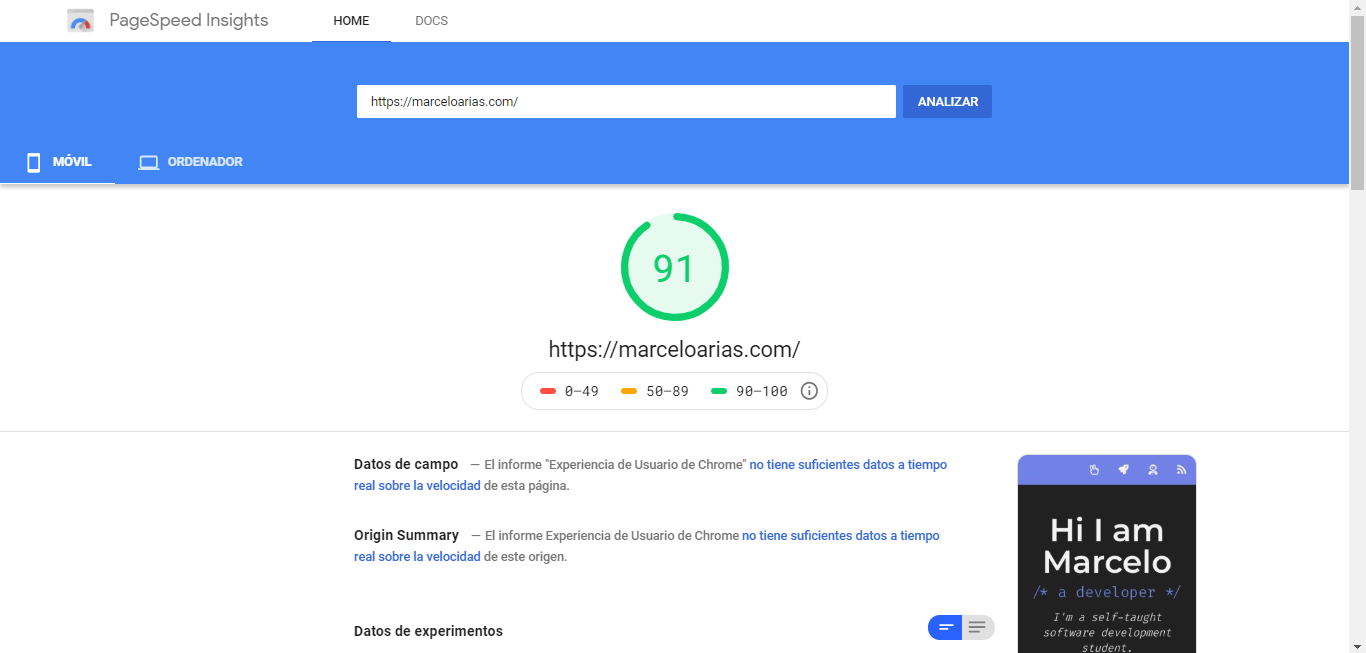 PageSpeed Insights HOME DOCS
https://marceloarias.com/ ANALIZAR
MÓVIL ORDENADOR
91
https://marceloarias.com/
0–49 50–89 90–100
Datos de campo — El informe "Experiencia de Usuario de Chrome" no tiene suficientes datos a tiempo
real sobre la velocidad de esta página.
Origin Summary — El informe Experiencia de Usuario de Chrome no tiene suficientes datos a tiempo
real sobre la velocidad de este origen.
Datos de experimentos
Hi I am
Marcelo
/* a developer */
I'm a self-taught
software development
student.